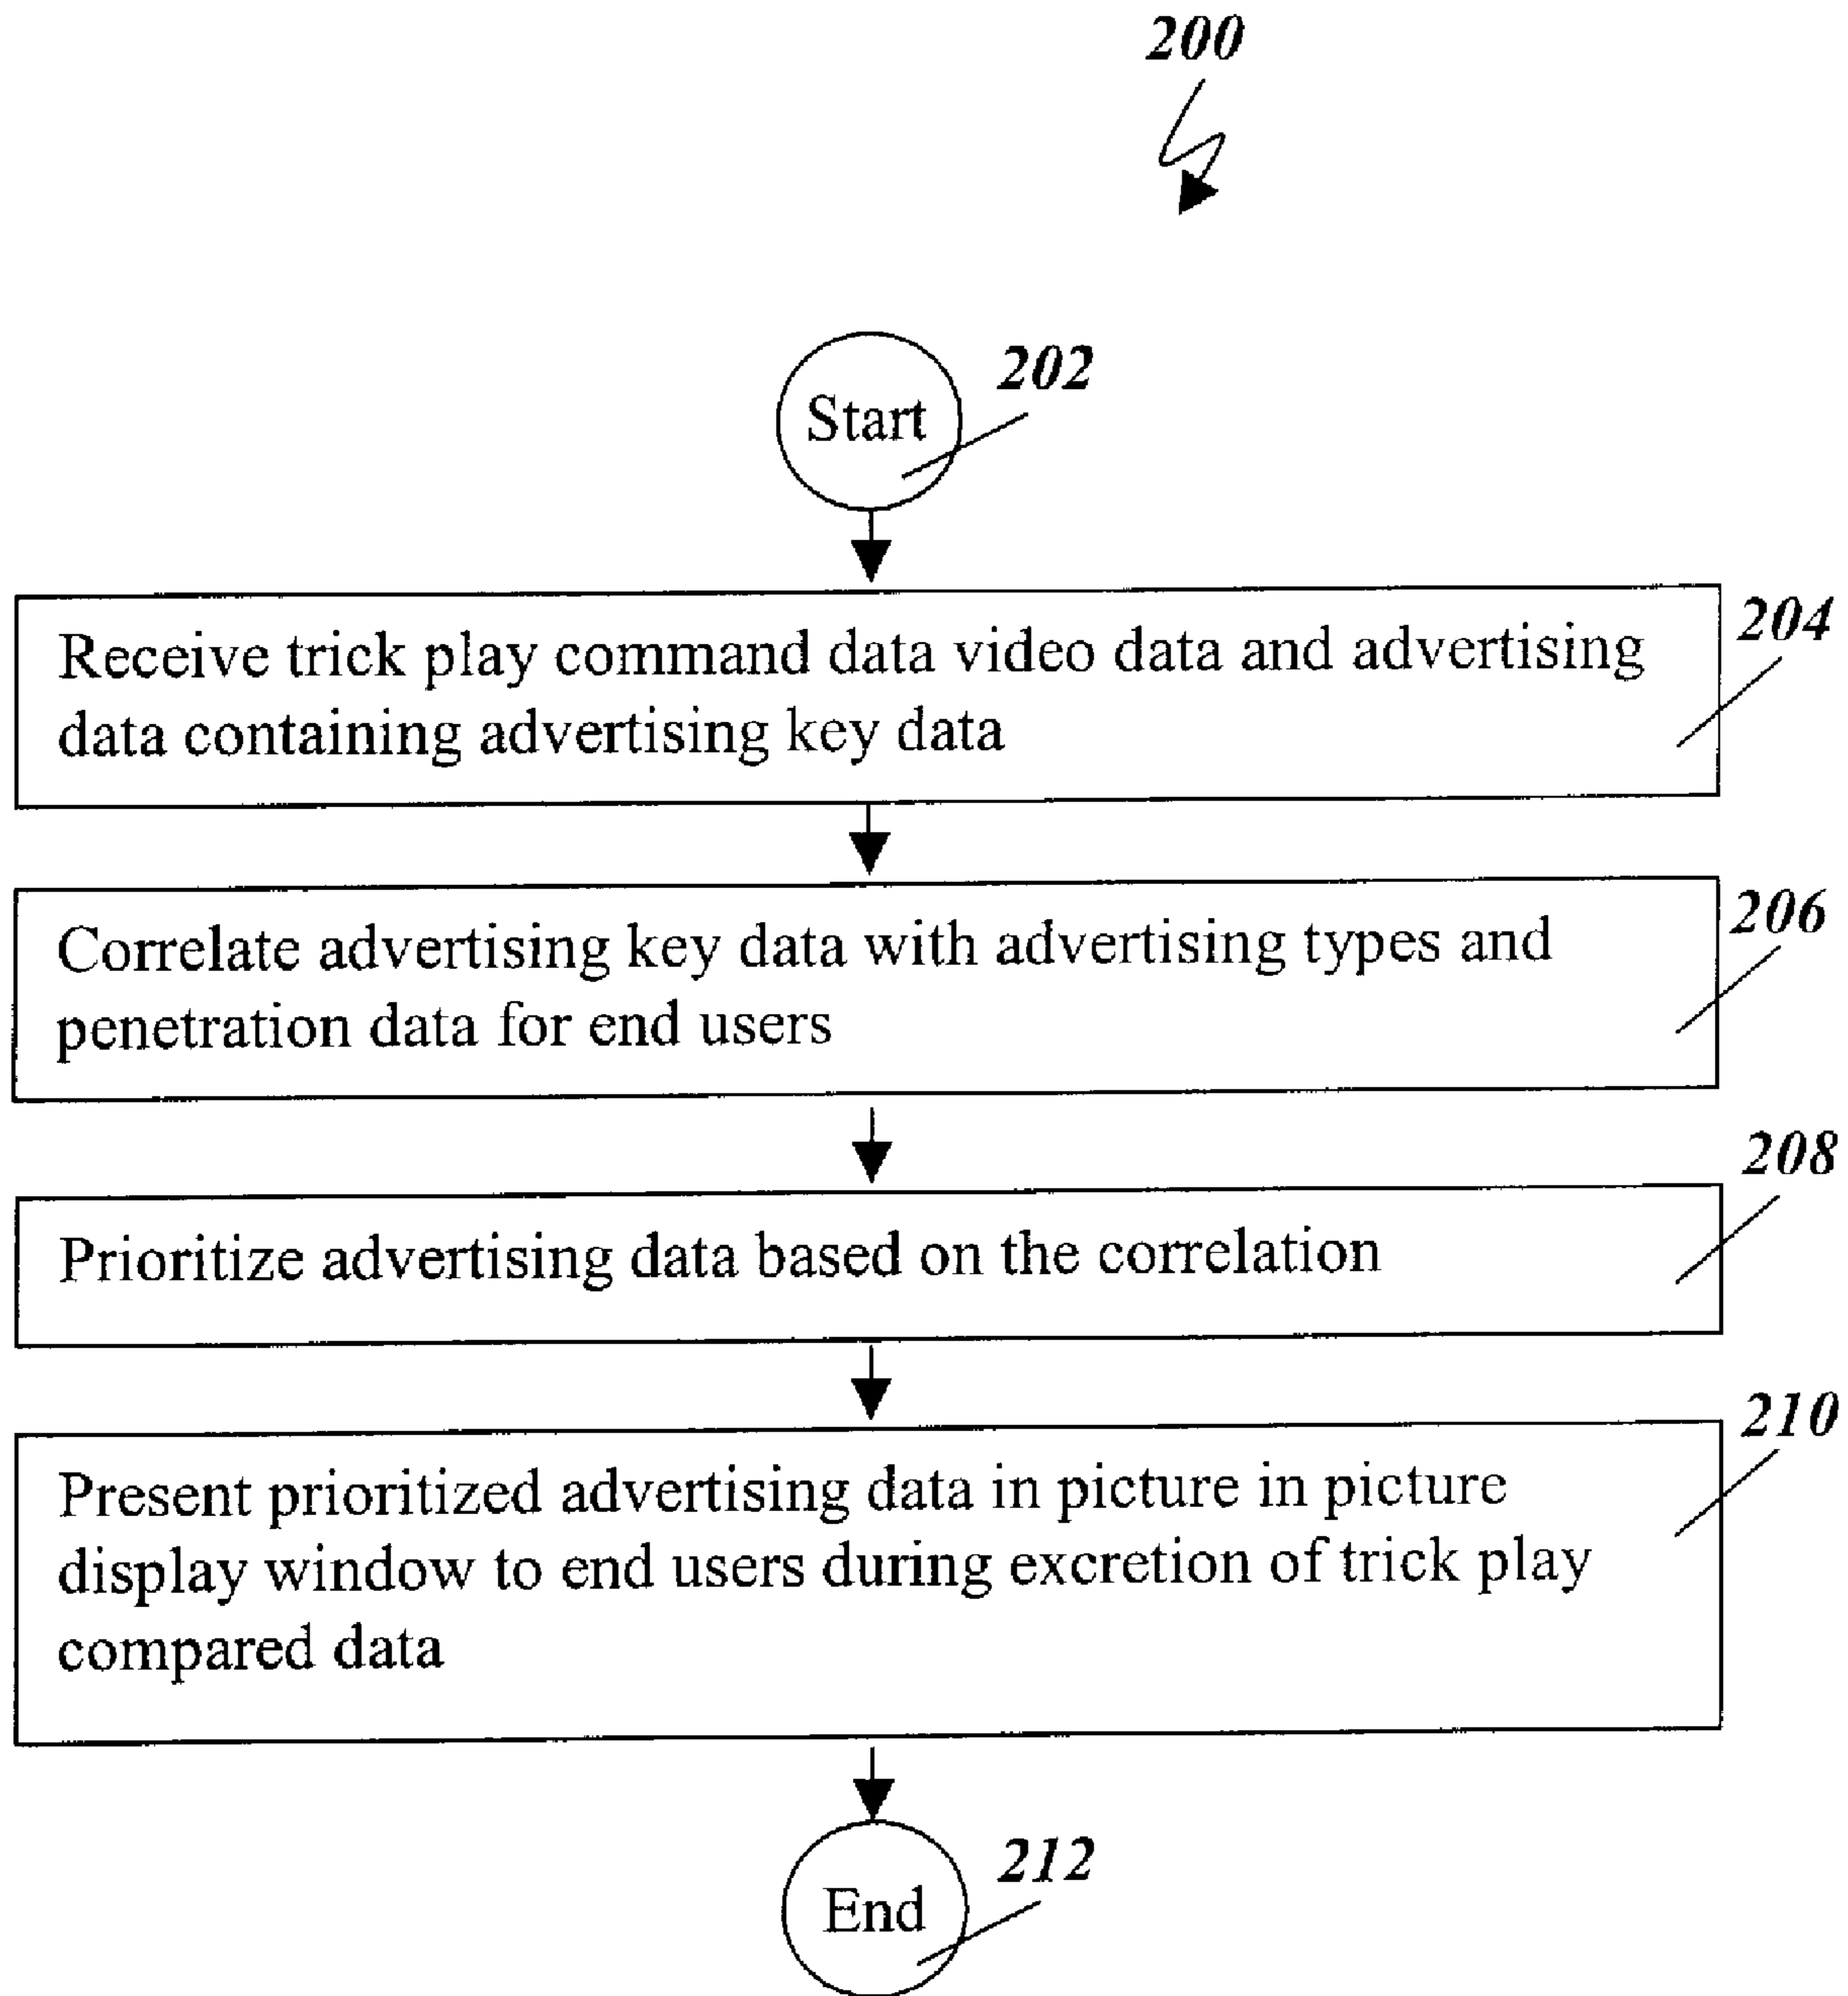 200
202
Start
204
Receive trick play command data video data and advertising
data containing advertising key data
206
Correlate advertising key data with advertising types and
penetration data for end users
208
Prioritize advertising data based on the correlation
210
Present prioritized advertising data in picture in picture
display window to end users during excretion of trick play
compared data
212
End